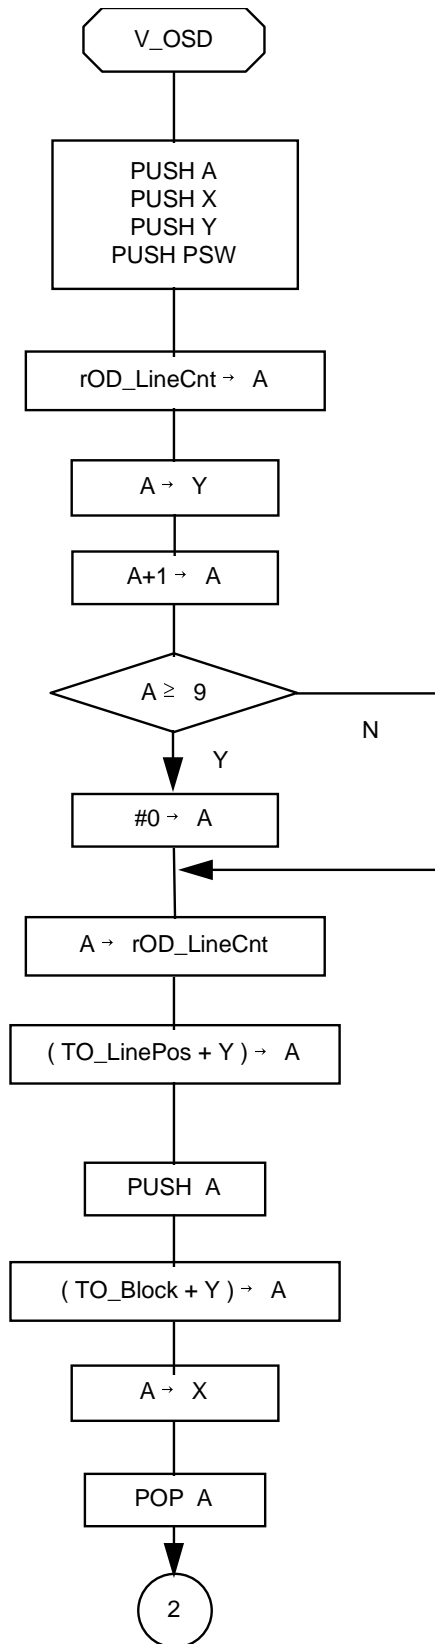 V_OSD
PUSH A
PUSH X
PUSH Y
PUSH PSW
rOD_LineCnt → A
A → Y
A+1 → A
A ≥ 9
N
Y
#0 → A
A → rOD_LineCnt
( TO_LinePos + Y ) → A
PUSH A
( TO_Block + Y ) → A
A → X
POP A
2